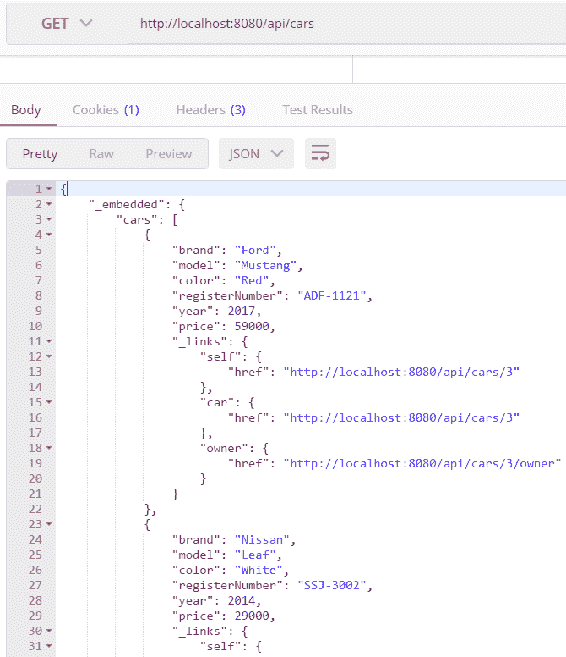 GET http://localhost:8080/api/cars
Body Cookies (1) Headers (3) Test Results
Pretty Raw Preview JSON
1 {
2 "_embedded": {
3 "cars": [
4 {
5 "brand": "Ford",
6 "model": "Mustang",
7 "color": "Red",
8 "registerNumber": "ADF-1121",
9 "year": 2017,
10 "price": 59000,
11 "_links": {
12 "self": {
13 "href": "http://localhost:8080/api/cars/3"
14 },
15 "car": {
16 "href": "http://localhost:8080/api/cars/3"
17 },
18 "owner": {
19 "href": "http://localhost:8080/api/cars/3/owner"
20 }
21 }
22 },
23 {
24 "brand": "Nissan",
25 "model": "Leaf",
26 "color": "White",
27 "registerNumber": "SSJ-3002",
28 "year": 2014,
29 "price": 29000,
30 "_links": {
31 "self": {